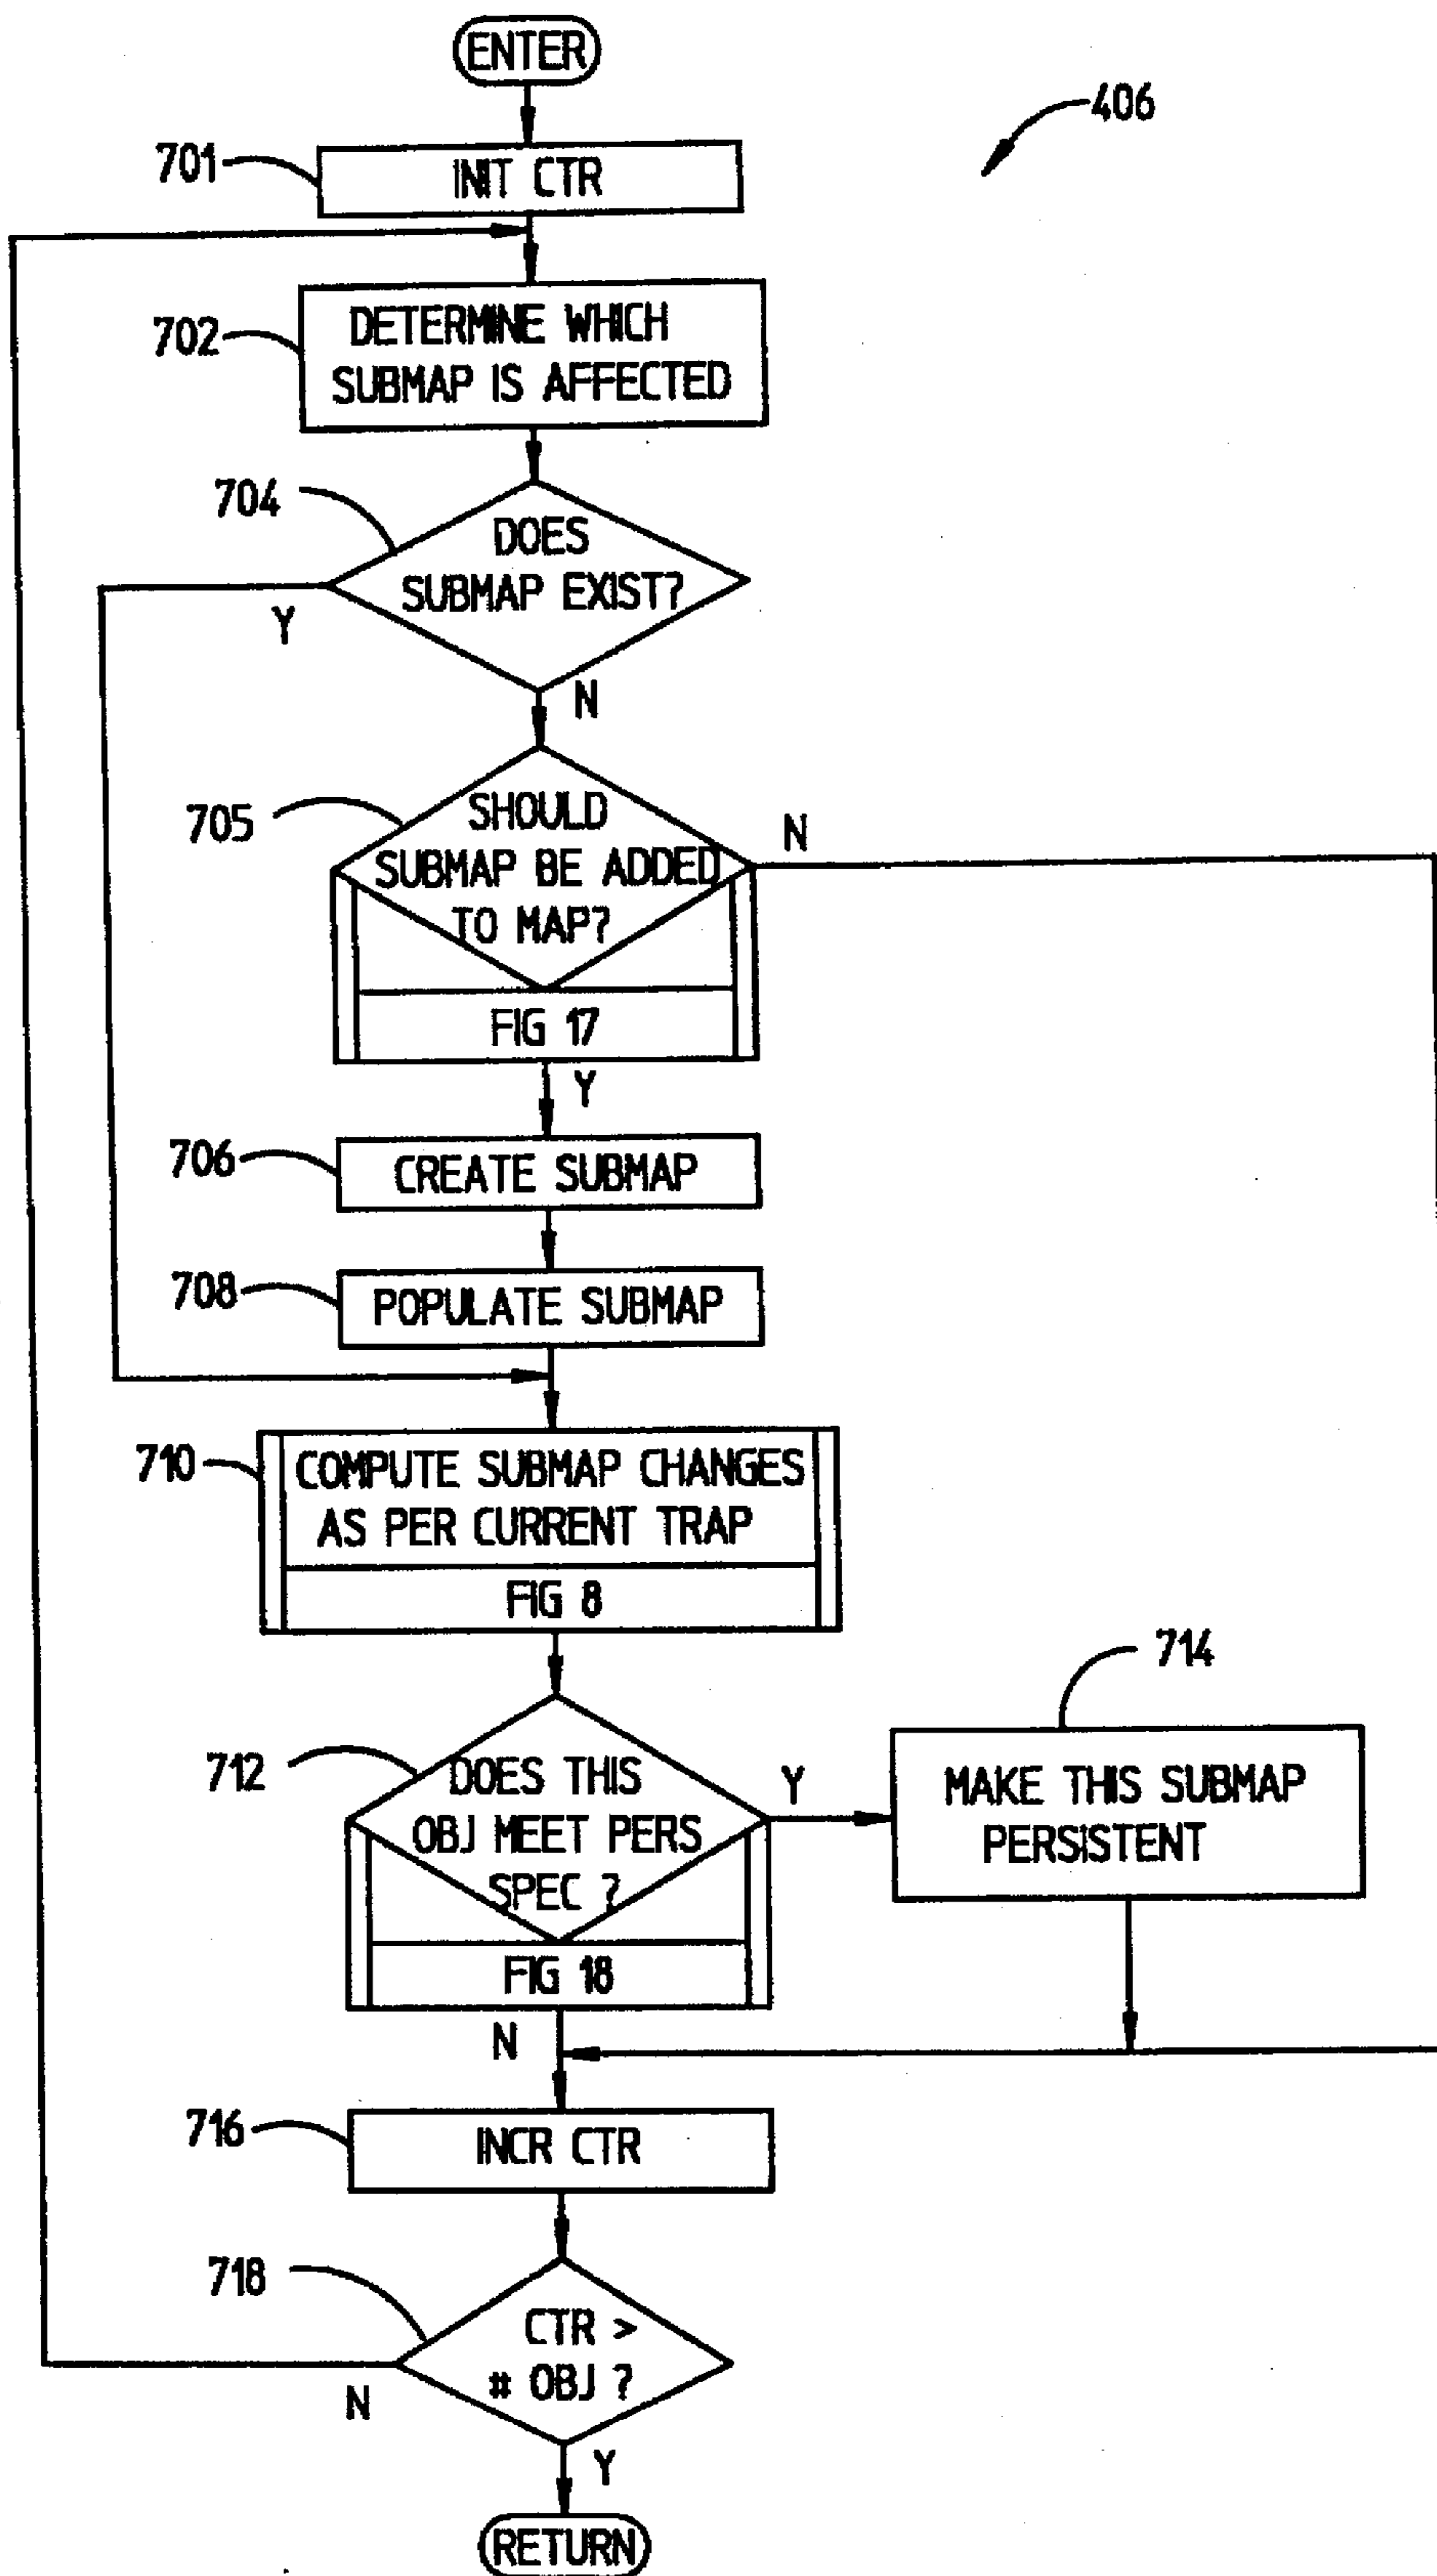 ENTER
406
701
INIT CTR
702
DETERMINE WHICH
SUBMAP IS AFFECTED
704
DOES
SUBMAP EXIST?
Y
N
705
SHOULD
SUBMAP BE ADDED
TO MAP?
N
FIG 17
Y
706
CREATE SUBMAP
708
POPULATE SUBMAP
710
COMPUTE SUBMAP CHANGES
AS PER CURRENT TRAP
FIG 8
712
DOES THIS
OBJ MEET PERS
SPEC ?
Y
714
MAKE THIS SUBMAP
PERSISTENT
FIG 18
N
716
INCR CTR
718
CTR >
# OBJ ?
N
Y
RETURN